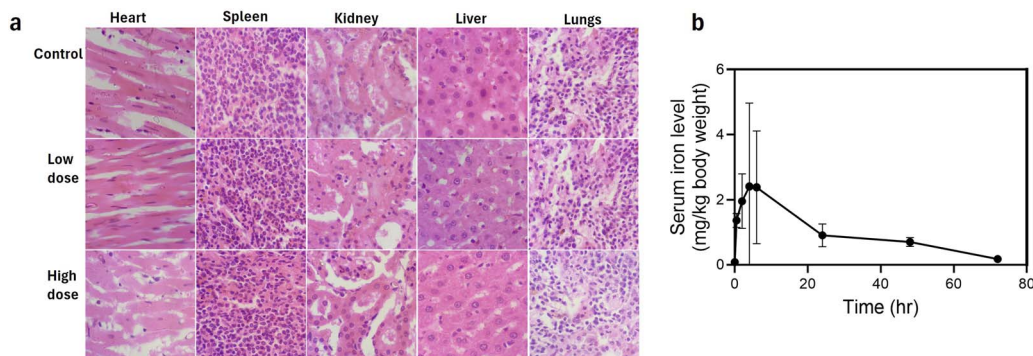 a
Heart Spleen Kidney Liver Lungs
Control
Low
dose
High
dose
b
Serum iron level
(mg/kg body weight)
6
4
2
0
0 20 40 60 80
Time (hr)